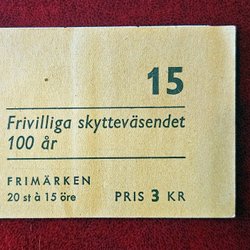 15
Frivilliga skytteväsendet
100 år
FRIMÄRKEN
20 st à 15 öre PRIS 3 KR